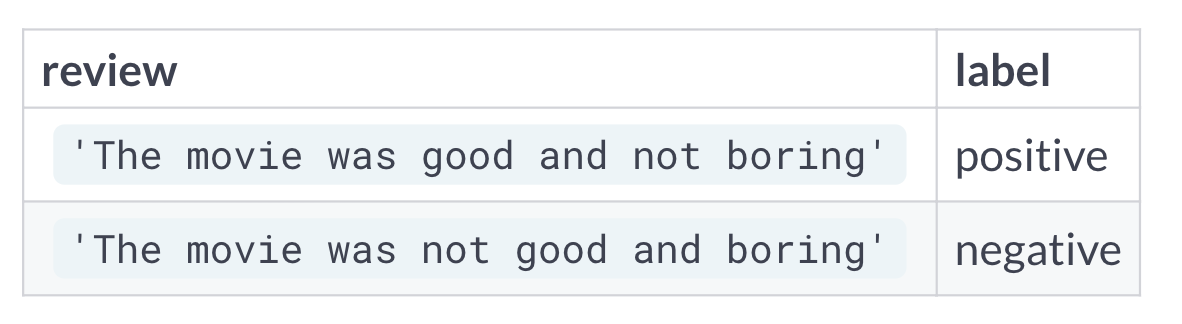 review label
'The movie was good and not boring' positive
'The movie was not good and boring' negative